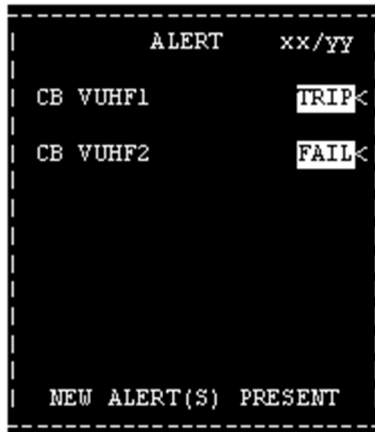 ALERT xx/yy
CB VUHF1 TRIP<
CB VUHF2 FAIL<
NEW ALERT(S) PRESENT